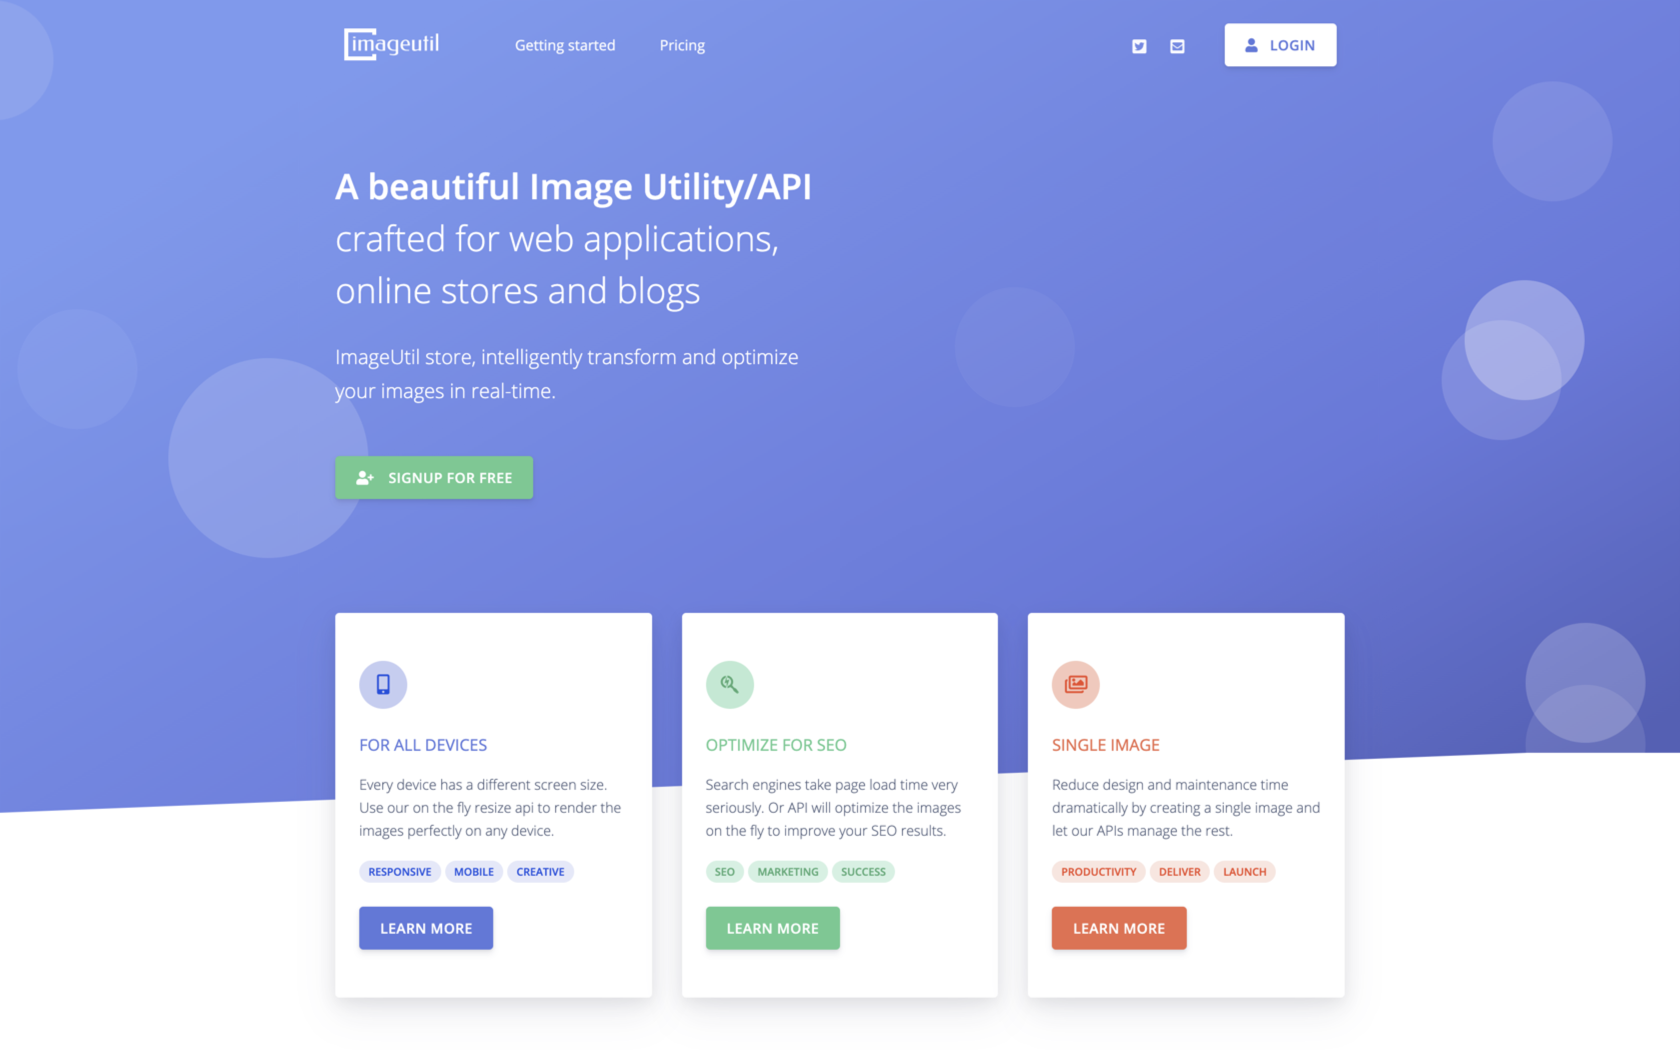 imageutil
Getting started
Pricing
LOGIN
A beautiful Image Utility/API
crafted for web applications,
online stores and blogs
ImageUtil store, intelligently transform and optimize
your images in real-time.
SIGNUP FOR FREE
FOR ALL DEVICES
Every device has a different screen size.
Use our on the fly resize api to render the
images perfectly on any device.
RESPONSIVE MOBILE CREATIVE
LEARN MORE
OPTIMIZE FOR SEO
Search engines take page load time very
seriously. Or API will optimize the images
on the fly to improve your SEO results.
SEO MARKETING SUCCESS
LEARN MORE
SINGLE IMAGE
Reduce design and maintenance time
dramatically by creating a single image and
let our APIs manage the rest.
PRODUCTIVITY DELIVER LAUNCH
LEARN MORE